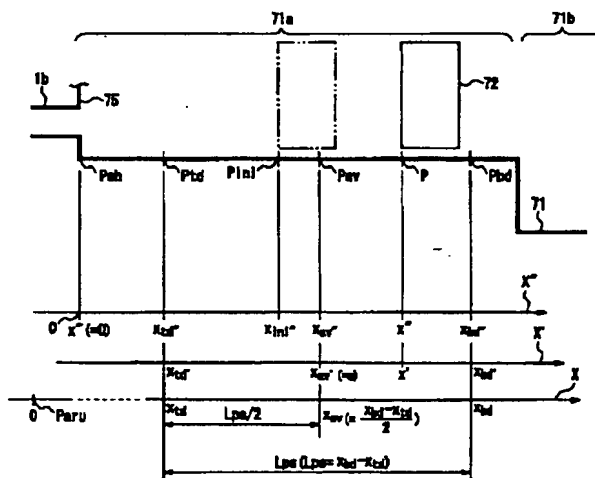 71a 71b
1b
75
72
Psh Ptd Pini Pav P Pbd
71
X"
0 x"(=0) xtd" xini" xav" x" xbd"
X'
xtd' xav'(=0) x' xbd'
X
0 Paru xtd Lps/2 xav(= xbd-xtd / 2) xbd
Lps(Lps=xbd-xtd)